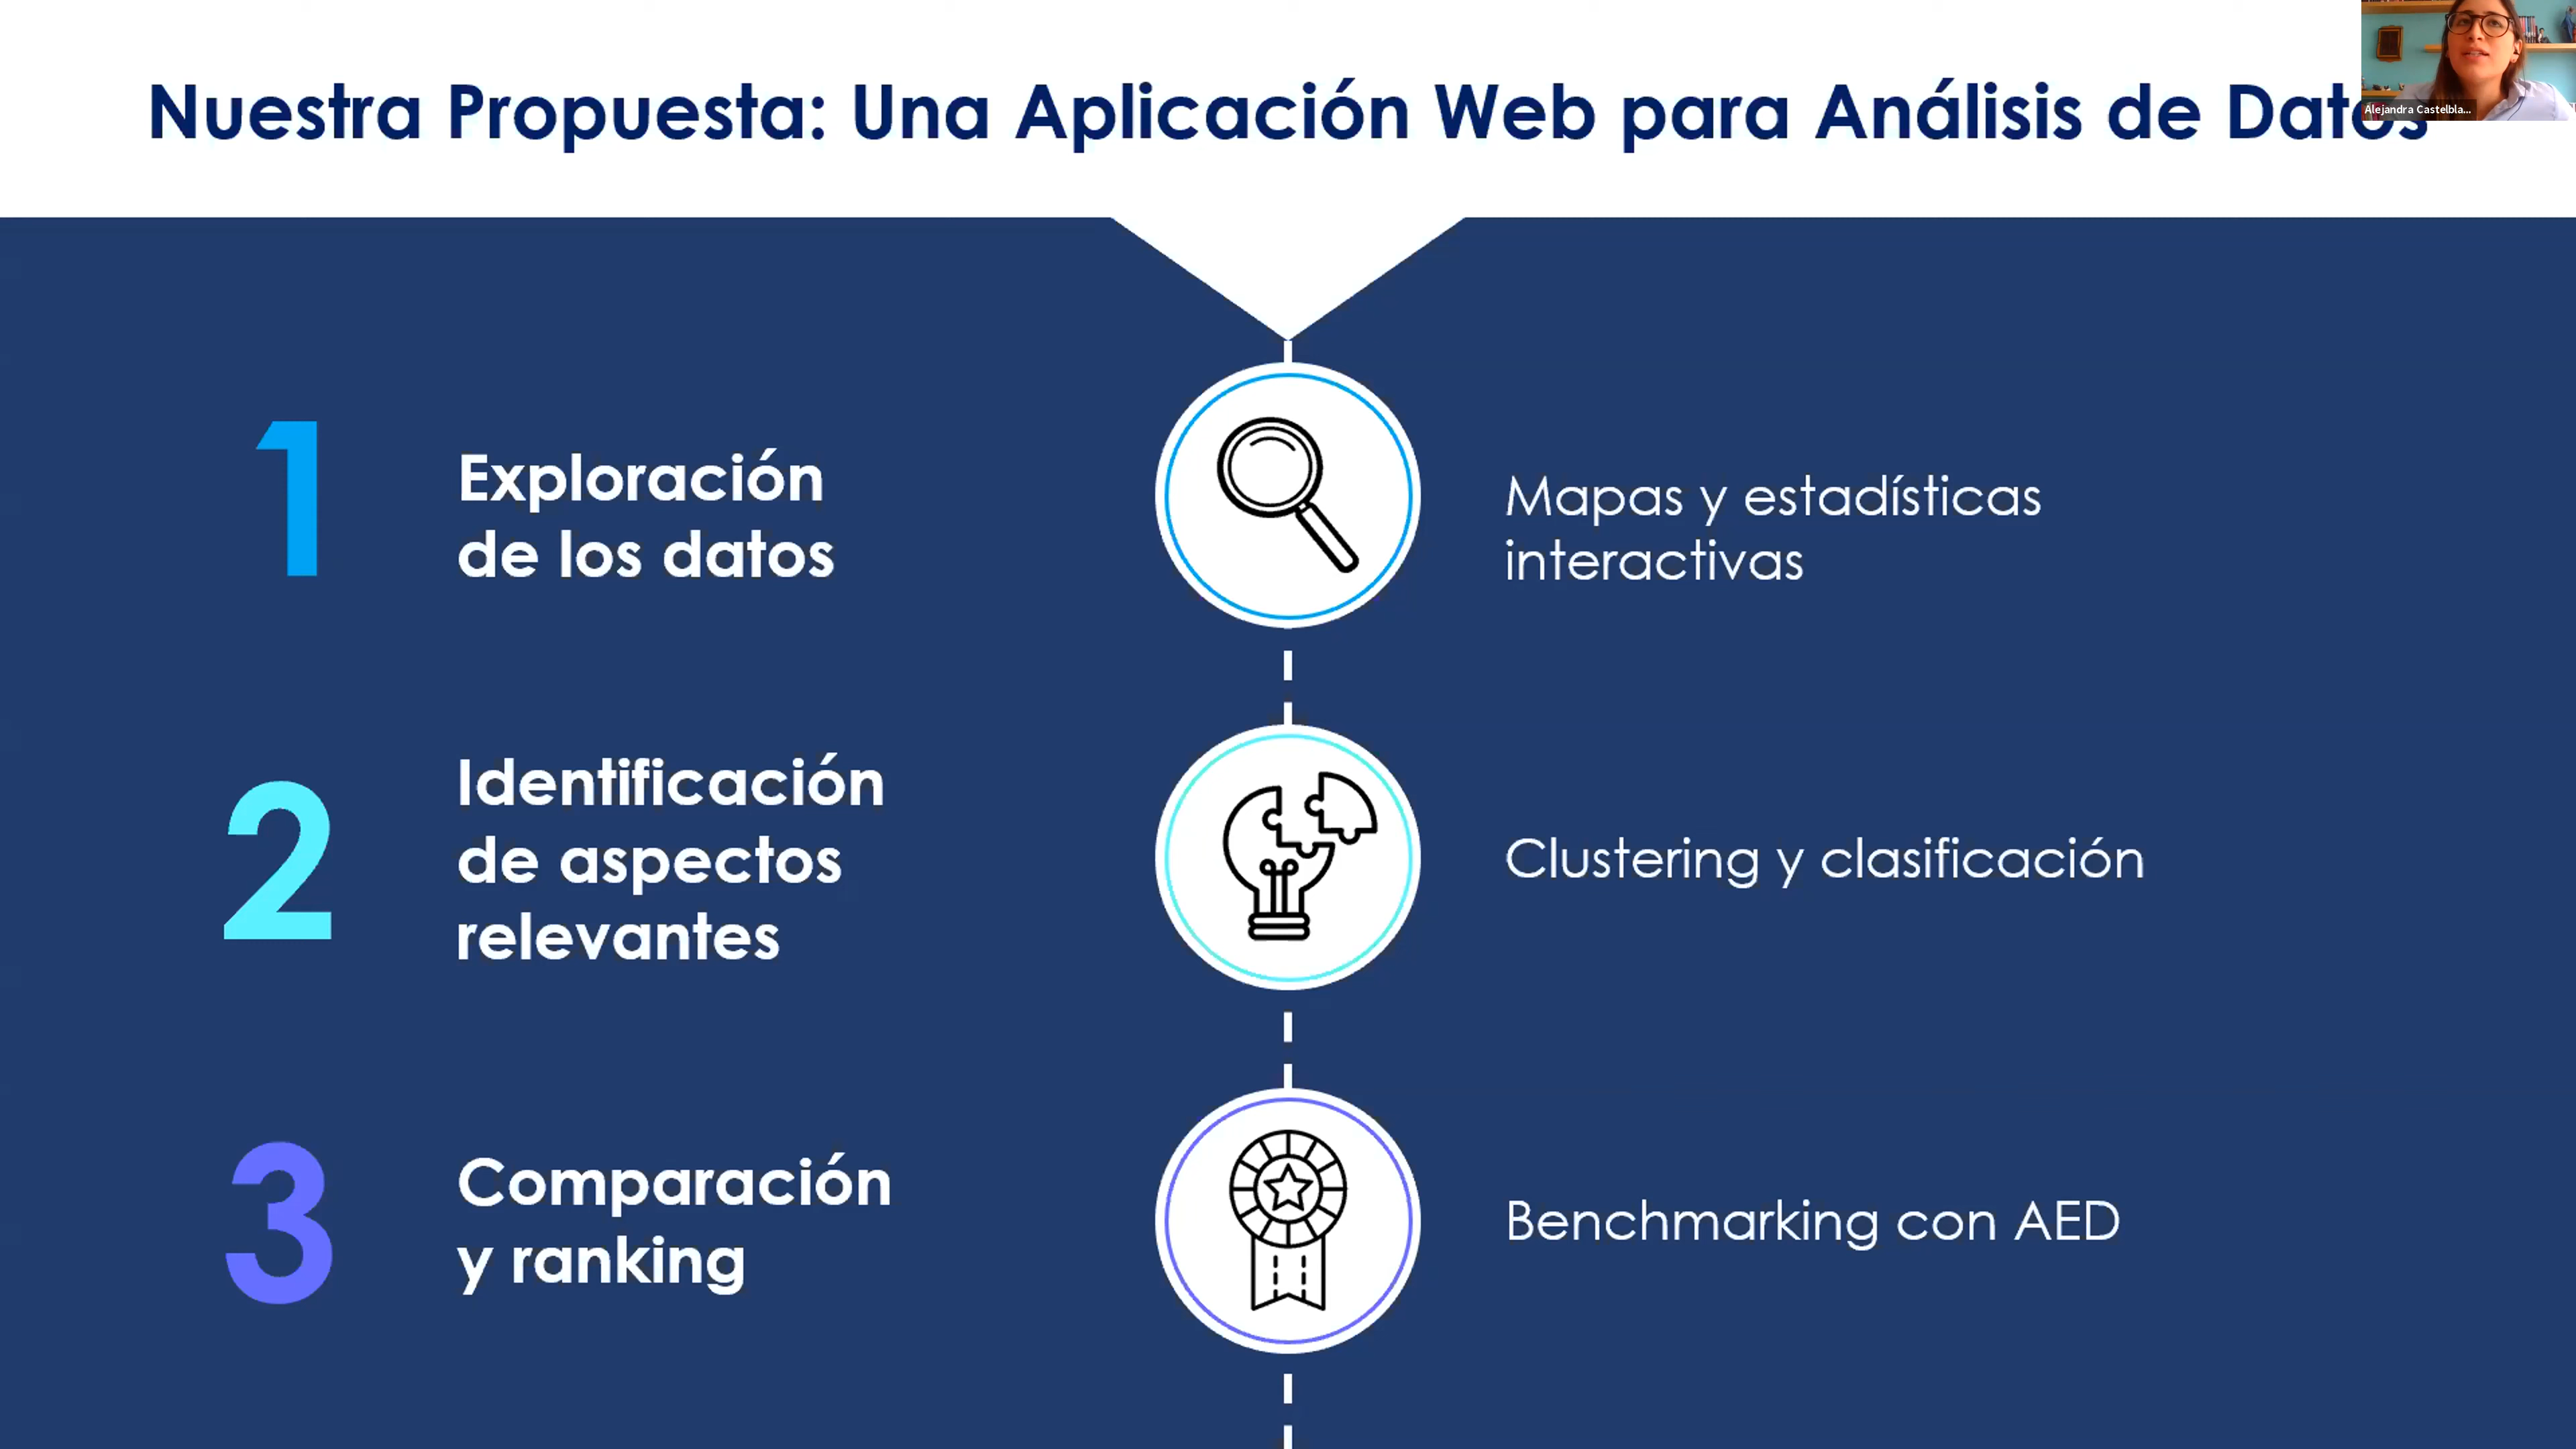 Nuestra Propuesta: Una Aplicación Web para Análisis de Datos
Alejandra Castelbla...
1
Exploración
de los datos
Mapas y estadísticas
interactivas
2
Identificación
de aspectos
relevantes
Clustering y clasificación
3
Comparación
y ranking
Benchmarking con AED